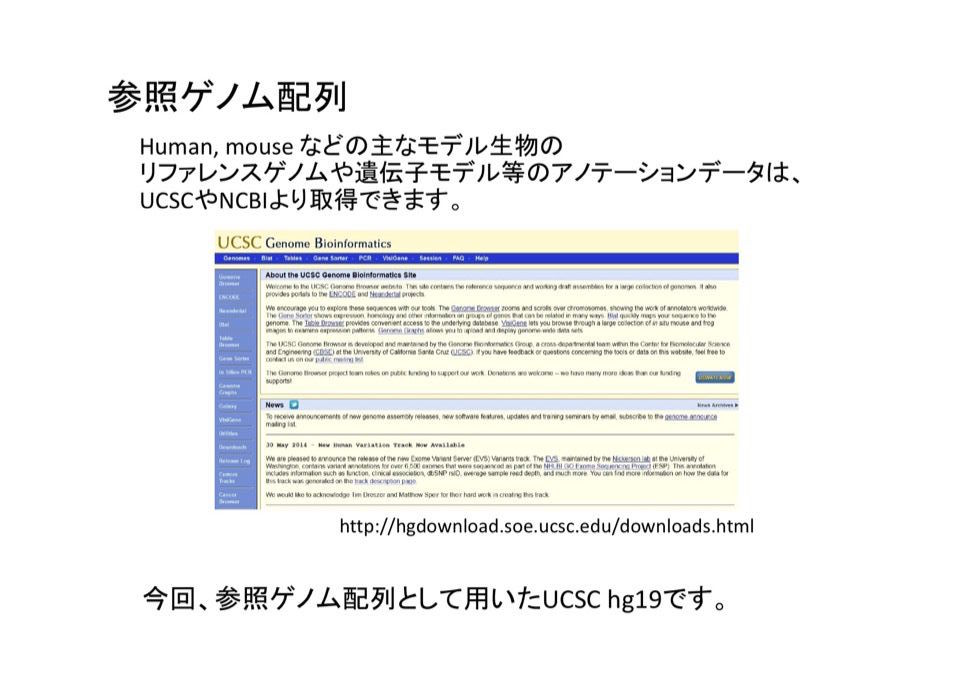 参照ゲノム配列
Human, mouse などの主なモデル生物の
リファレンスゲノムや遺伝子モデル等のアノテーションデータは、
UCSCやNCBIより取得できます。
UCSC Genome Bioinformatics
Genomes - Blat - Tables - Gene Sorter - PCR - VisiGene - Session - FAQ - Help
Genome
Browser
ENCODE
Neandertal
Blat
Table
Browser
Gene Sorter
In Silico PCR
Genome
Graphs
Galaxy
VisiGene
Utilities
Downloads
Release Log
Custom
Tracks
Cancer
Browser
About the UCSC Genome Bioinformatics Site
Welcome to the UCSC Genome Browser website. This site contains the reference sequence and working draft assemblies for a large collection of genomes. It also
provides portals to the ENCODE and Neandertal projects.
We encourage you to explore these sequences with our tools. The Genome Browser zooms and scrolls over chromosomes, showing the work of annotators worldwide.
The Gene Sorter shows expression, homology and other information on groups of genes that can be related in many ways. Blat quickly maps your sequence to the
genome. The Table Browser provides convenient access to the underlying database. VisiGene lets you browse through a large collection of in situ mouse and frog
images to examine expression patterns. Genome Graphs allows you to upload and display genome-wide data sets.
The UCSC Genome Browser is developed and maintained by the Genome Bioinformatics Group, a cross-departmental team within the Center for Biomolecular Science
and Engineering (CBSE) at the University of California Santa Cruz (UCSC). If you have feedback or questions concerning the tools or data on this website, feel free to
contact us on our public mailing list.
The Genome Browser project team relies on public funding to support our work. Donations are welcome -- we have many more ideas than our funding
supports!
DONATE NOW
News
News Archives ►
To receive announcements of new genome assembly releases, new software features, updates and training seminars by email, subscribe to the genome-announce
mailing list.
30 May 2014 - New Human Variation Track Now Available
We are pleased to announce the release of the new Exome Variant Server (EVS) Variants track. The EVS, maintained by the Nickerson lab at the University of
Washington, contains variant annotations for over 6,500 exomes that were sequenced as part of the NHLBI GO Exome Sequencing Project (ESP). This annotation
includes information such as function, clinical association, dbSNP rsID, average sample read depth, and much more. You can find more information on how the data for
this track was generated on the track description page.
We would like to acknowledge Tim Dreszer and Matthew Speir for their hard work in creating this track.
http://hgdownload.soe.ucsc.edu/downloads.html
今回、参照ゲノム配列として用いたUCSC hg19です。